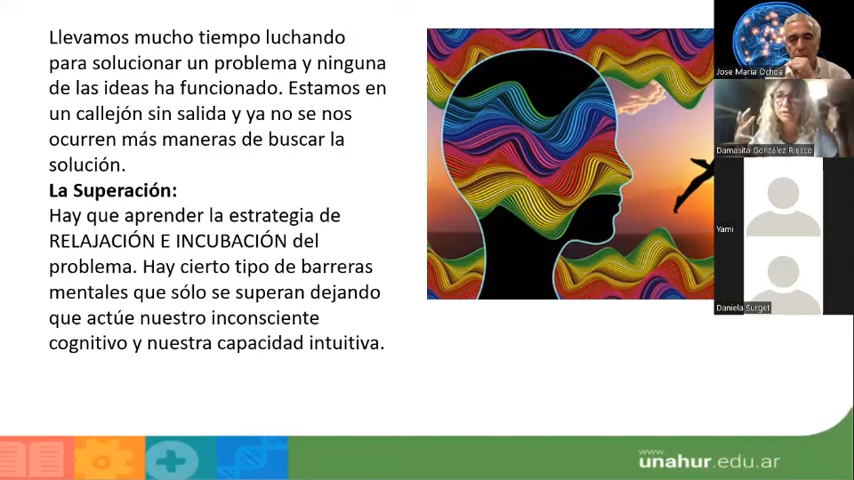 Llevamos mucho tiempo luchando
para solucionar un problema y ninguna
de las ideas ha funcionado. Estamos en
un callejón sin salida y ya no se nos
ocurren más maneras de buscar la
solución.
La Superación:
Hay que aprender la estrategia de
RELAJACIÓN E INCUBACIÓN del
problema. Hay cierto tipo de barreras
mentales que sólo se superan dejando
que actúe nuestro inconsciente
cognitivo y nuestra capacidad intuitiva.
Jose Maria Ochoa
Damasita González Riesco
Yami
Daniela Surget
www.
unahur.edu.ar